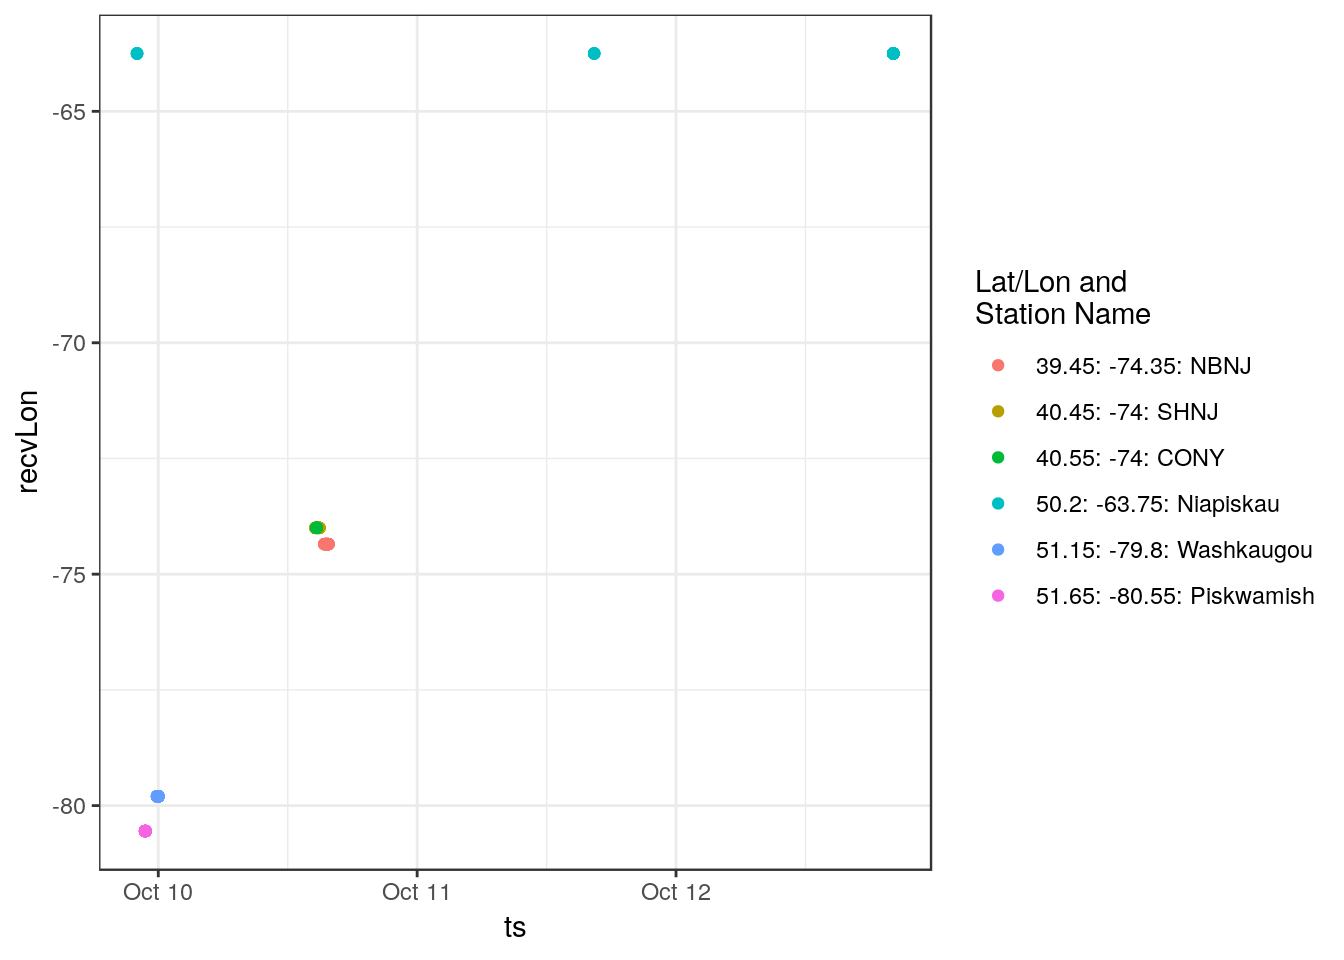 -65
-70
-75
-80
recvLon
Oct 10
Oct 11
Oct 12
ts
Lat/Lon and
Station Name
39.45: -74.35: NBNJ
40.45: -74: SHNJ
40.55: -74: CONY
50.2: -63.75: Niapiskau
51.15: -79.8: Washkaugou
51.65: -80.55: Piskwamish